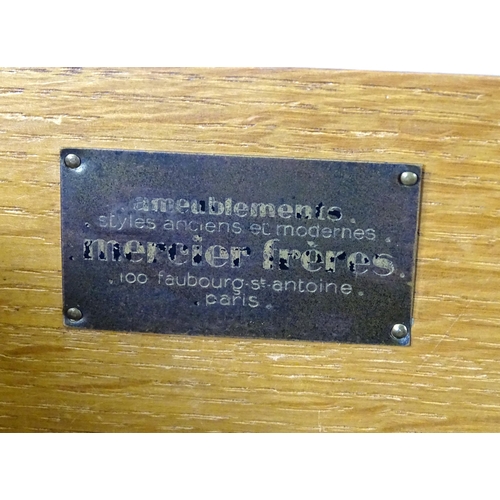 ameublements
styles anciens et modernes
mercier frères
100 faubourg-st-antoine
paris